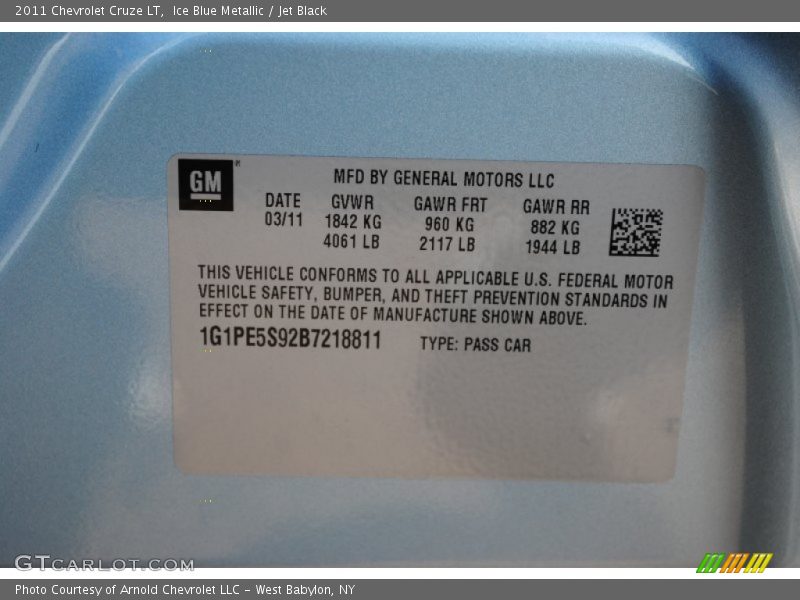 2011 Chevrolet Cruze LT, Ice Blue Metallic / Jet Black
GM®
MFD BY GENERAL MOTORS LLC
DATE GVWR GAWR FRT GAWR RR
03/11 1842 KG 960 KG 882 KG
4061 LB 2117 LB 1944 LB
THIS VEHICLE CONFORMS TO ALL APPLICABLE U.S. FEDERAL MOTOR
VEHICLE SAFETY, BUMPER, AND THEFT PREVENTION STANDARDS IN
EFFECT ON THE DATE OF MANUFACTURE SHOWN ABOVE.
1G1PE5S92B7218811 TYPE: PASS CAR
GTCARLOT.COM
Photo Courtesy of Arnold Chevrolet LLC - West Babylon, NY